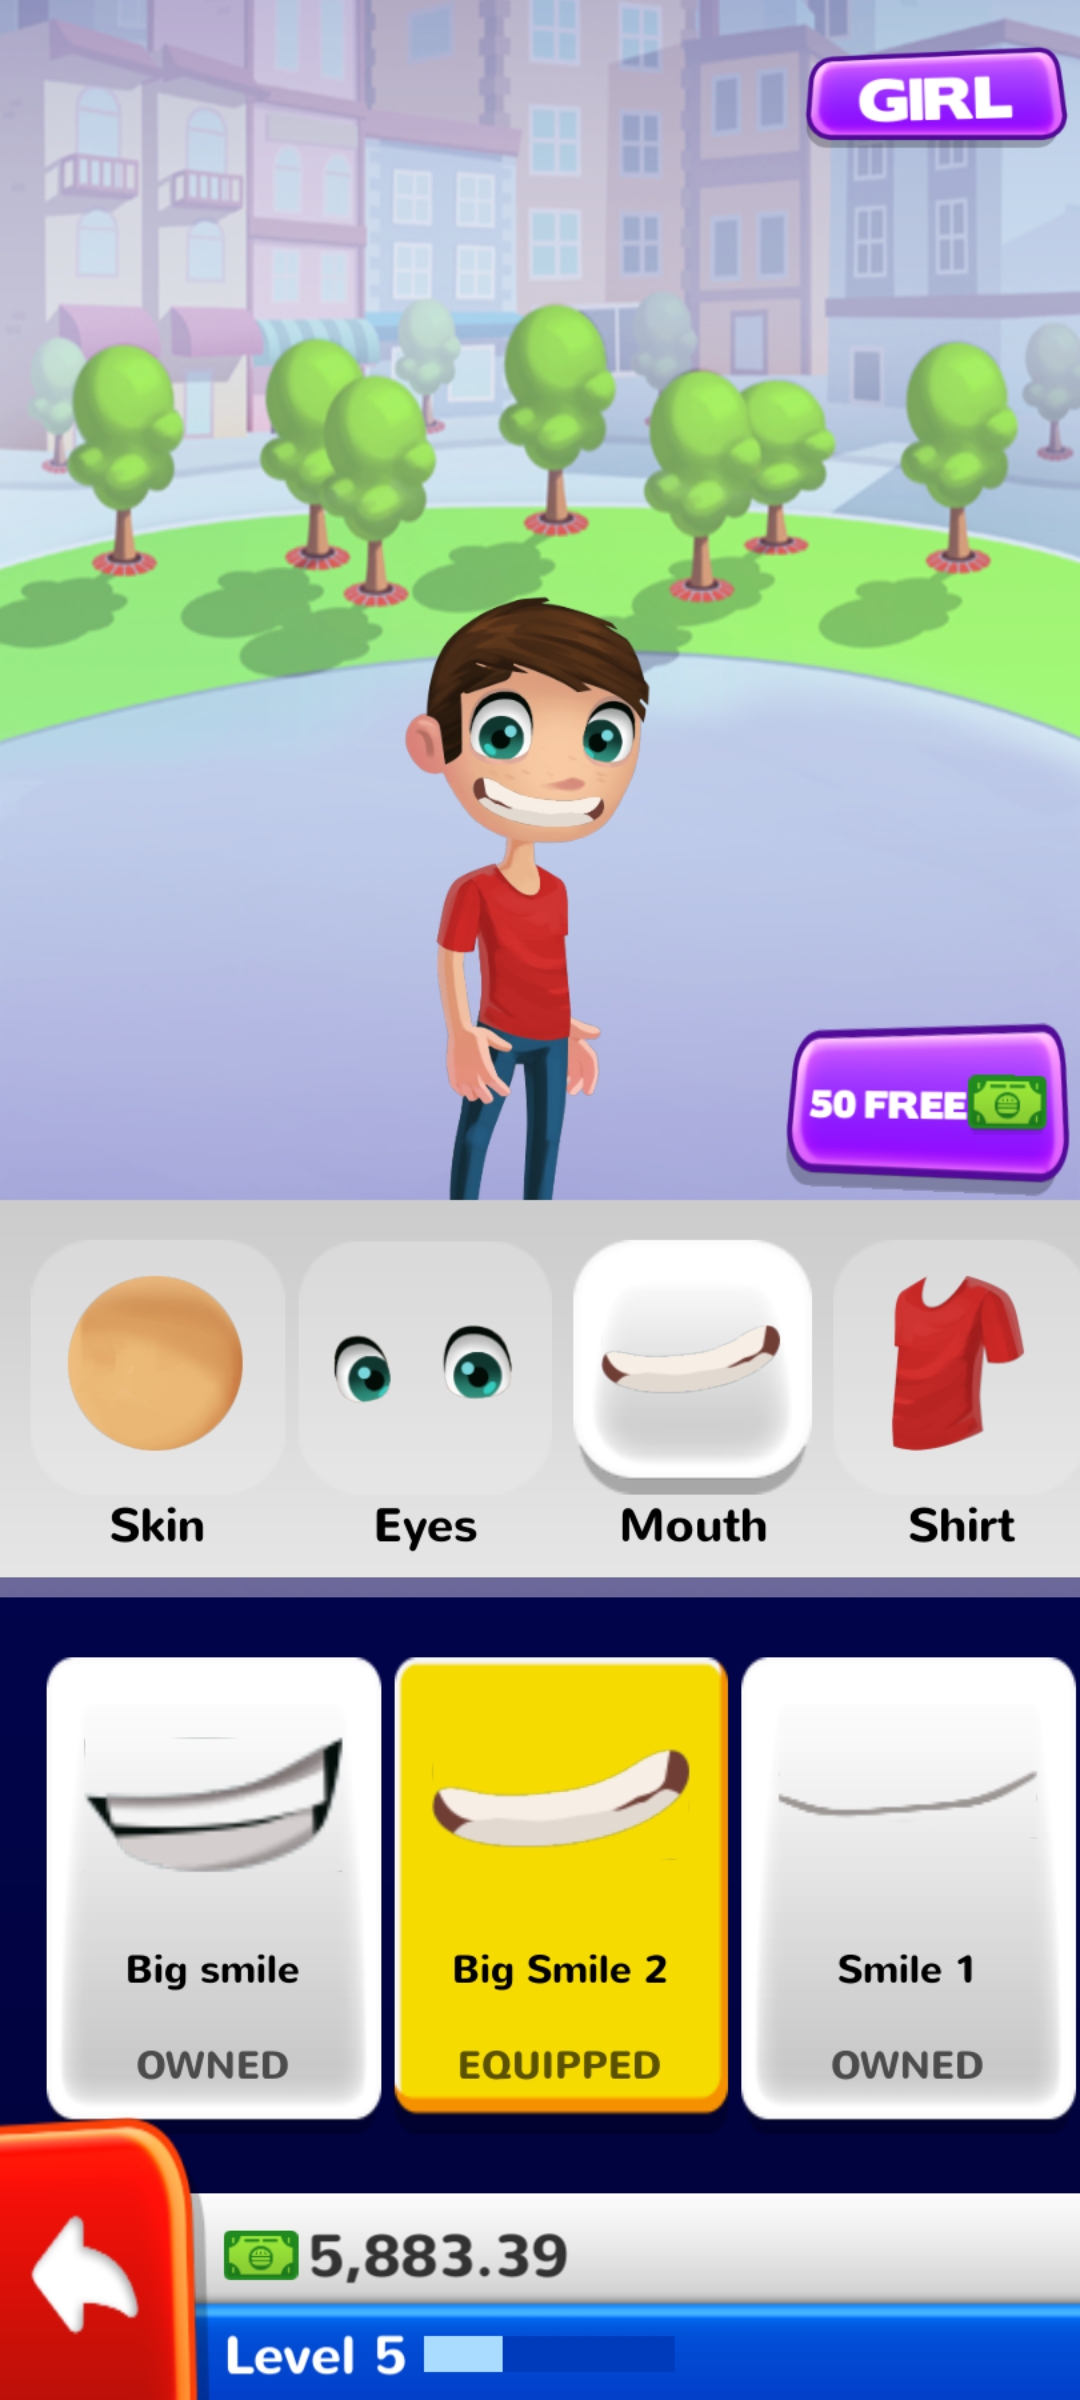 GIRL
50 FREE
Skin
Eyes
Mouth
Shirt
Big smile
OWNED
Big Smile 2
EQUIPPED
Smile 1
OWNED
5,883.39
Level 5